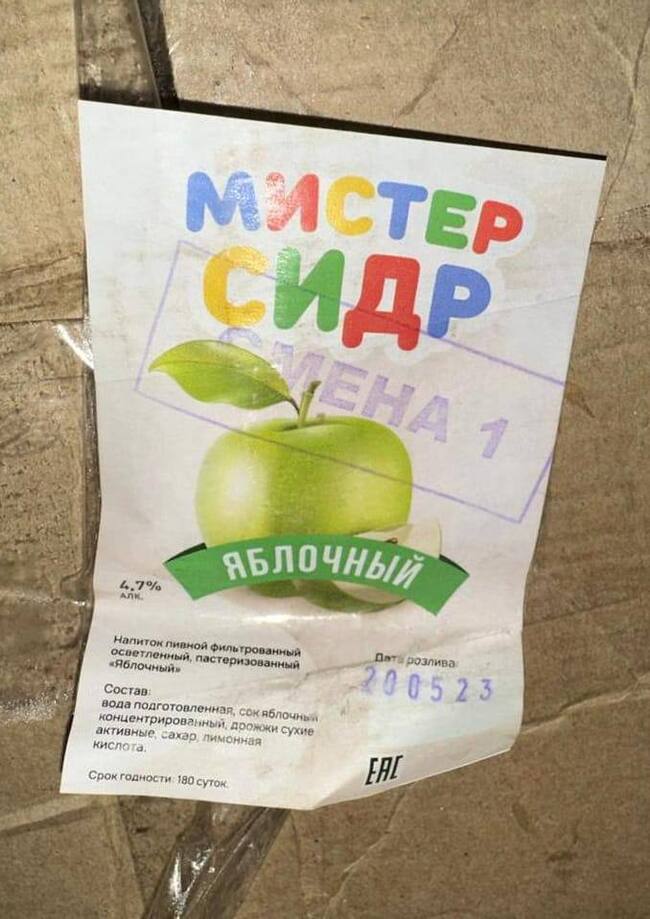 МИСТЕР
СИДР
СМЕНА 1
ЯБЛОЧНЫЙ
4,7%
АЛК.
Напиток пивной фильтрованный
осветленный, пастеризованный
«Яблочный»
Состав:
вода подготовленная, сок яблочный
концентрированный, дрожжи сухие
активные, сахар, лимонная
кислота.
Срок годности: 180 суток.
Дата розлива:
200523
EAC